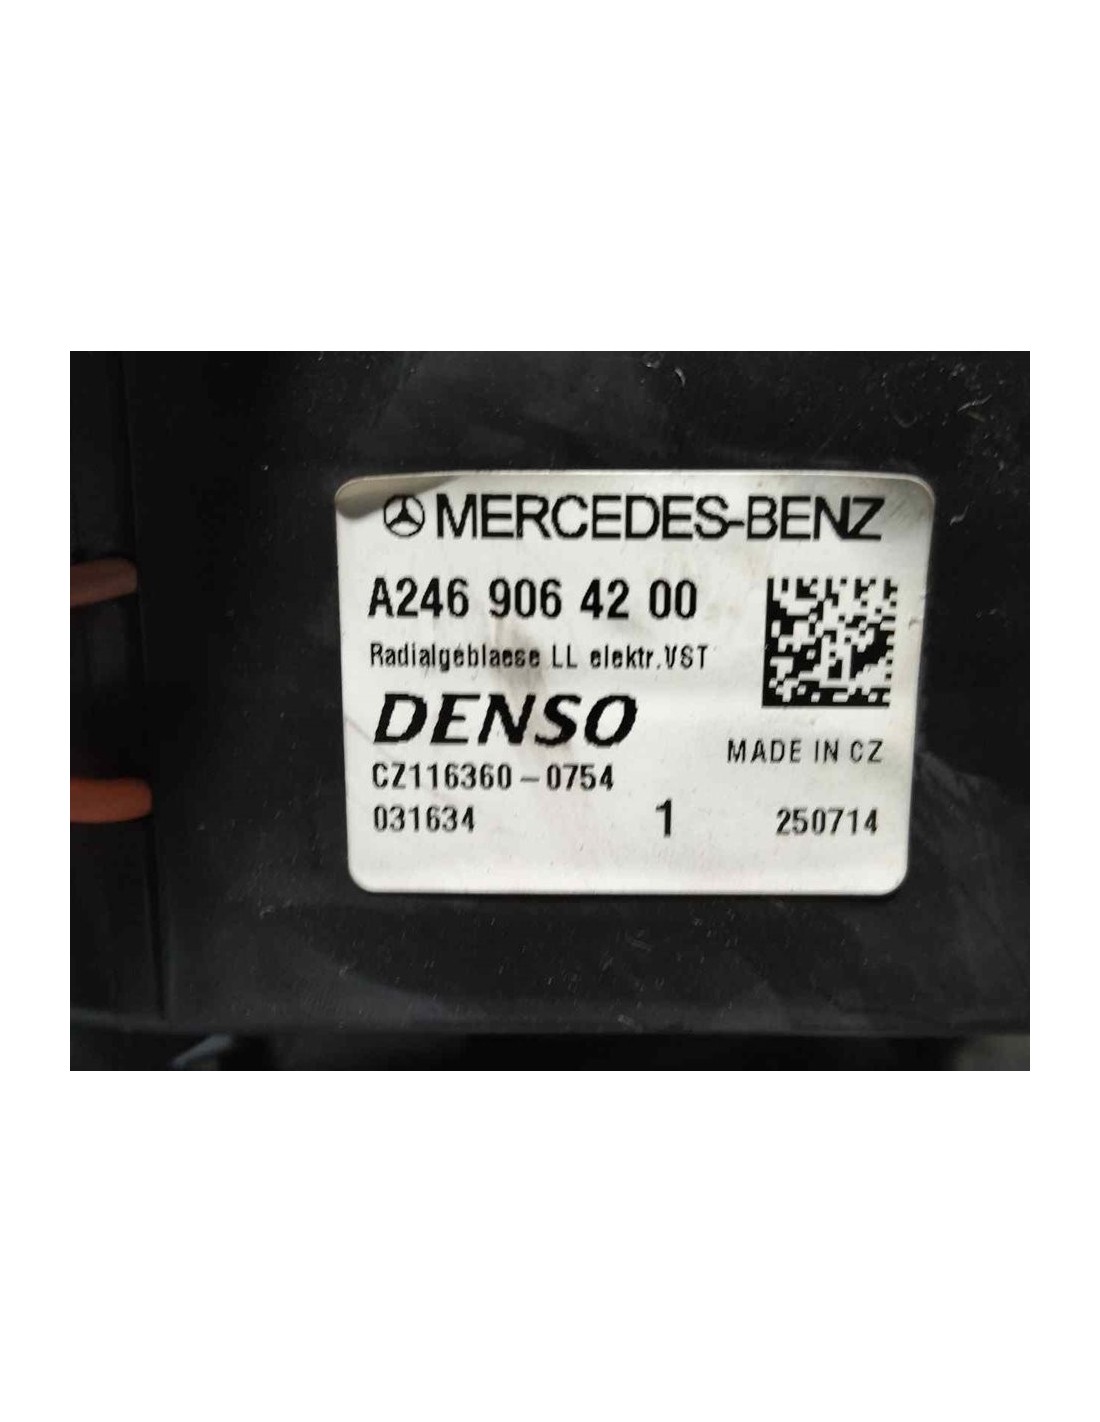 MERCEDES-BENZ
A246 906 42 00
Radialgeblaese LL elektr.VST
DENSO
MADE IN CZ
CZ116360-0754
031634 1 250714